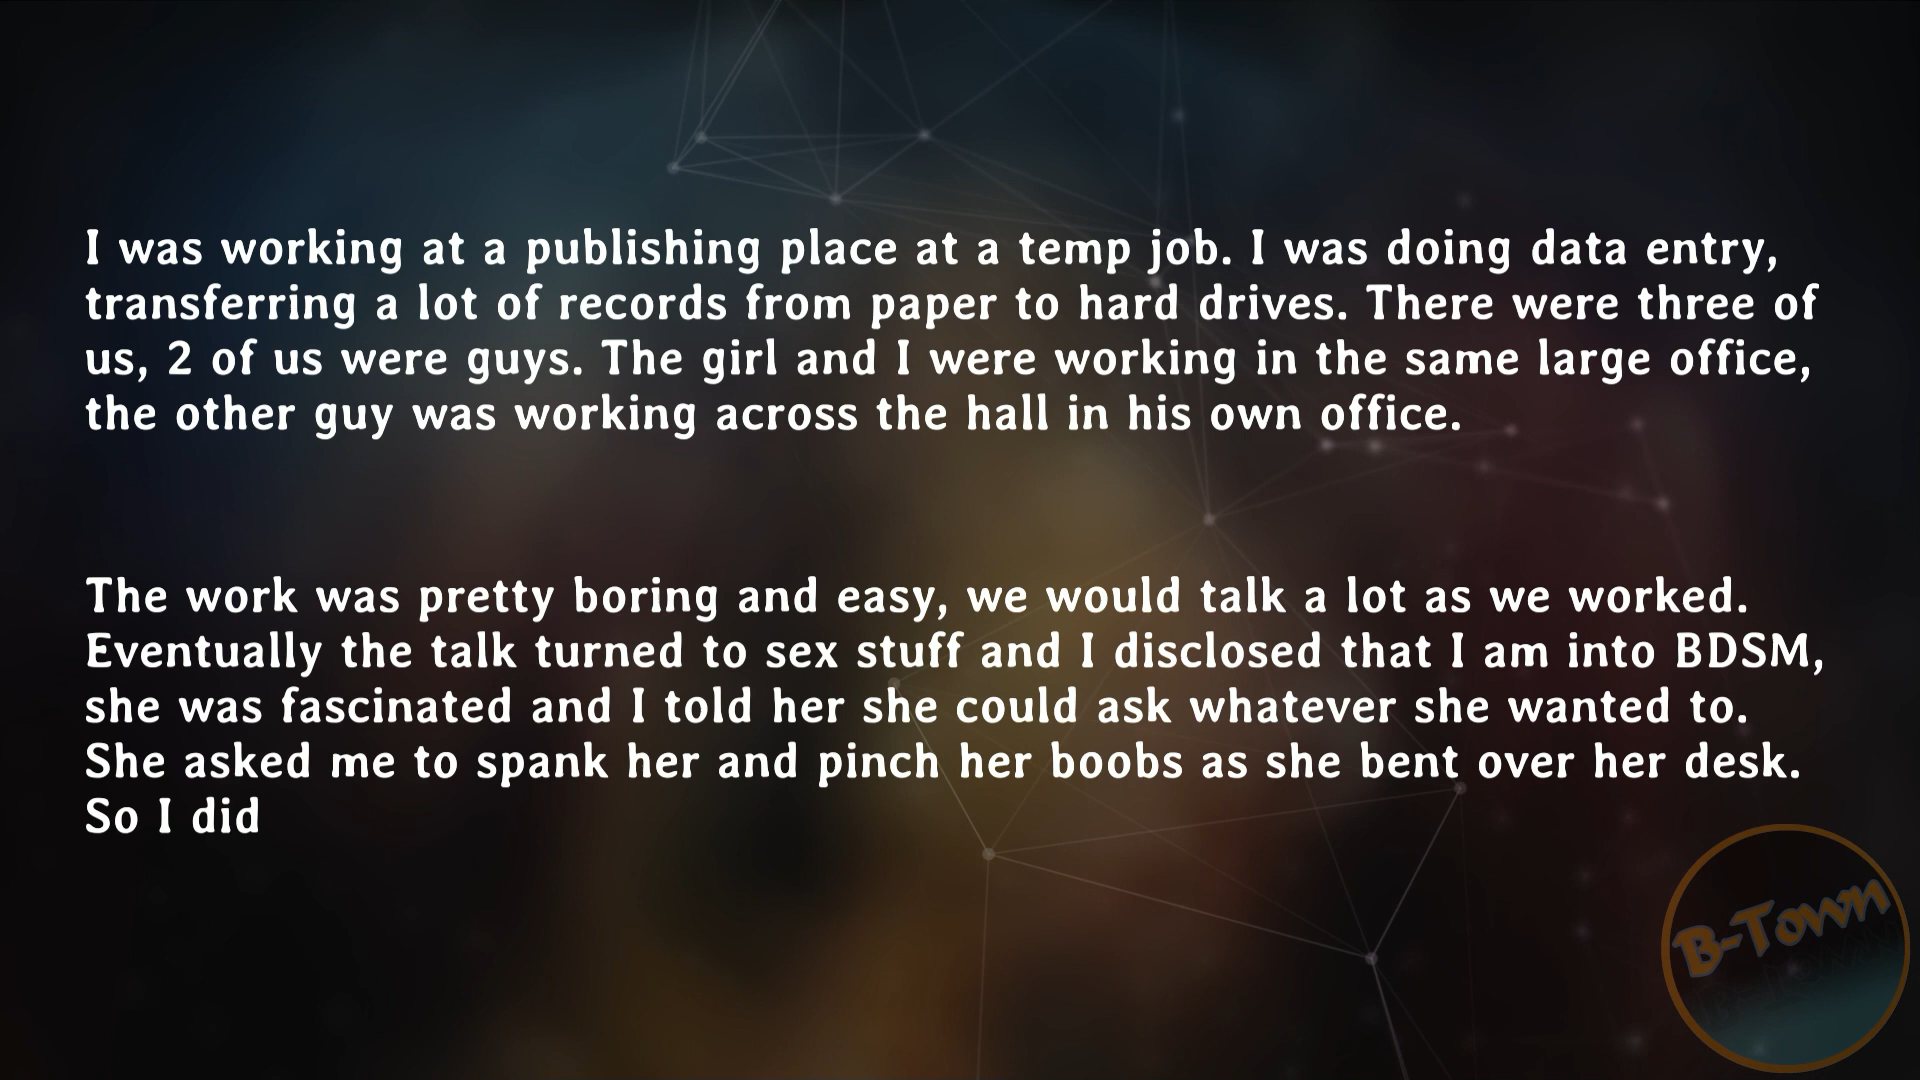 I was working at a publishing place at a temp job. I was doing data entry,
transferring a lot of records from paper to hard drives. There were three of
us, 2 of us were guys. The girl and I were working in the same large office,
the other guy was working across the hall in his own office.
The work was pretty boring and easy, we would talk a lot as we worked.
Eventually the talk turned to sex stuff and I disclosed that I am into BDSM,
she was fascinated and I told her she could ask whatever she wanted to.
She asked me to spank her and pinch her boobs as she bent over her desk.
So I did
B-Town